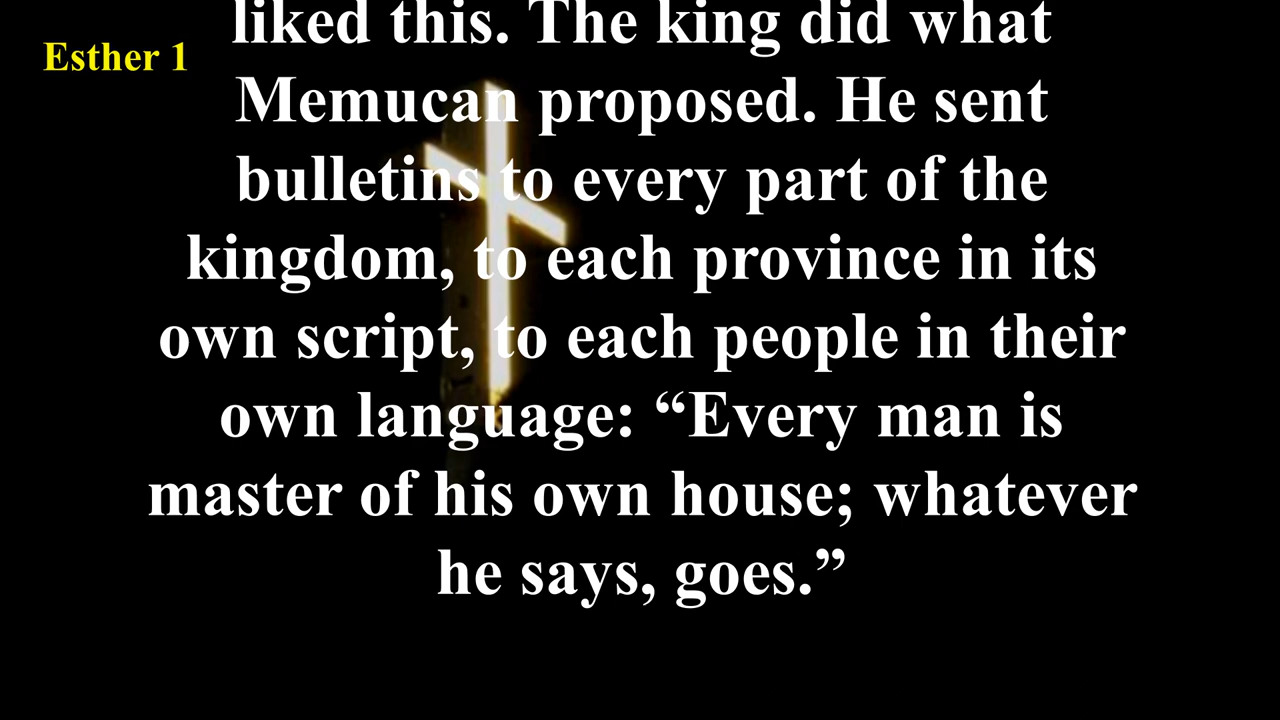 Esther 1
liked this. The king did what
Memucan proposed. He sent
bulletins to every part of the
kingdom, to each province in its
own script, to each people in their
own language: “Every man is
master of his own house; whatever
he says, goes.”